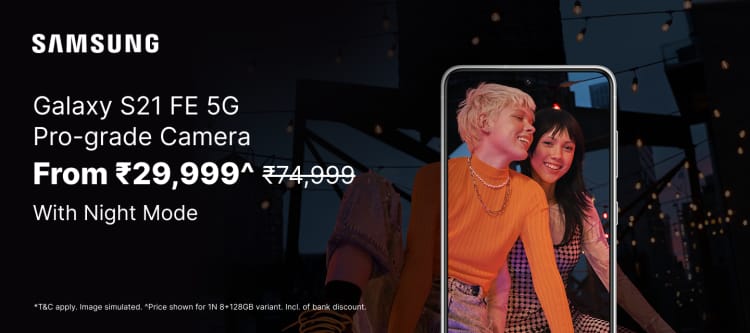 SAMSUNG
Galaxy S21 FE 5G
Pro-grade Camera
From ₹29,999^ ₹74,999
With Night Mode
*T&C apply. Image simulated. ^Price shown for 1N 8+128GB variant. Incl. of bank discount.